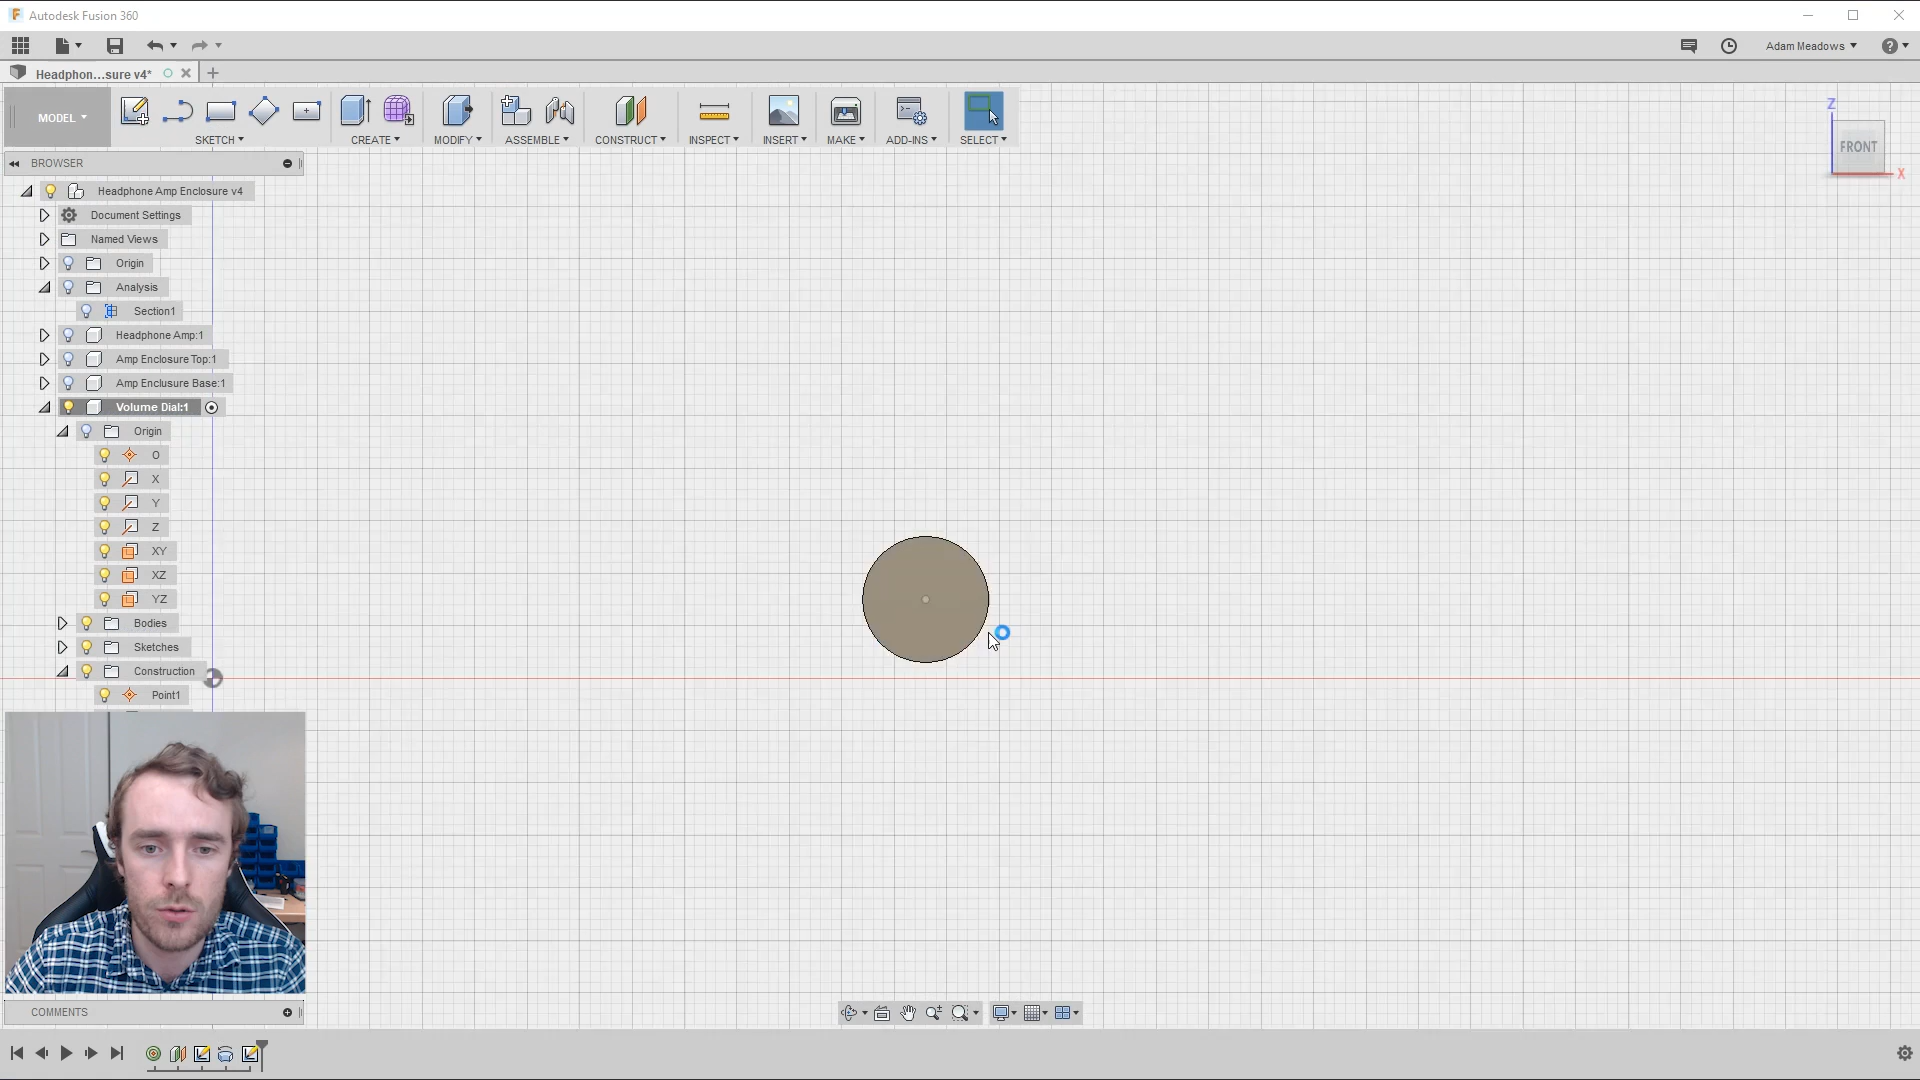 Autodesk Fusion 360
Adam Meadows
Headphon...sure v4*
MODEL
SKETCH
CREATE
MODIFY
ASSEMBLE
CONSTRUCT
INSPECT
INSERT
MAKE
ADD-INS
SELECT
Z
FRONT
X
BROWSER
Headphone Amp Enclosure v4
Document Settings
Named Views
Origin
Analysis
Section1
Headphone Amp:1
Amp Enclosure Top:1
Amp Enclusure Base:1
Volume Dial:1
Origin
O
X
Y
Z
XY
XZ
YZ
Bodies
Sketches
Construction
Point1
COMMENTS